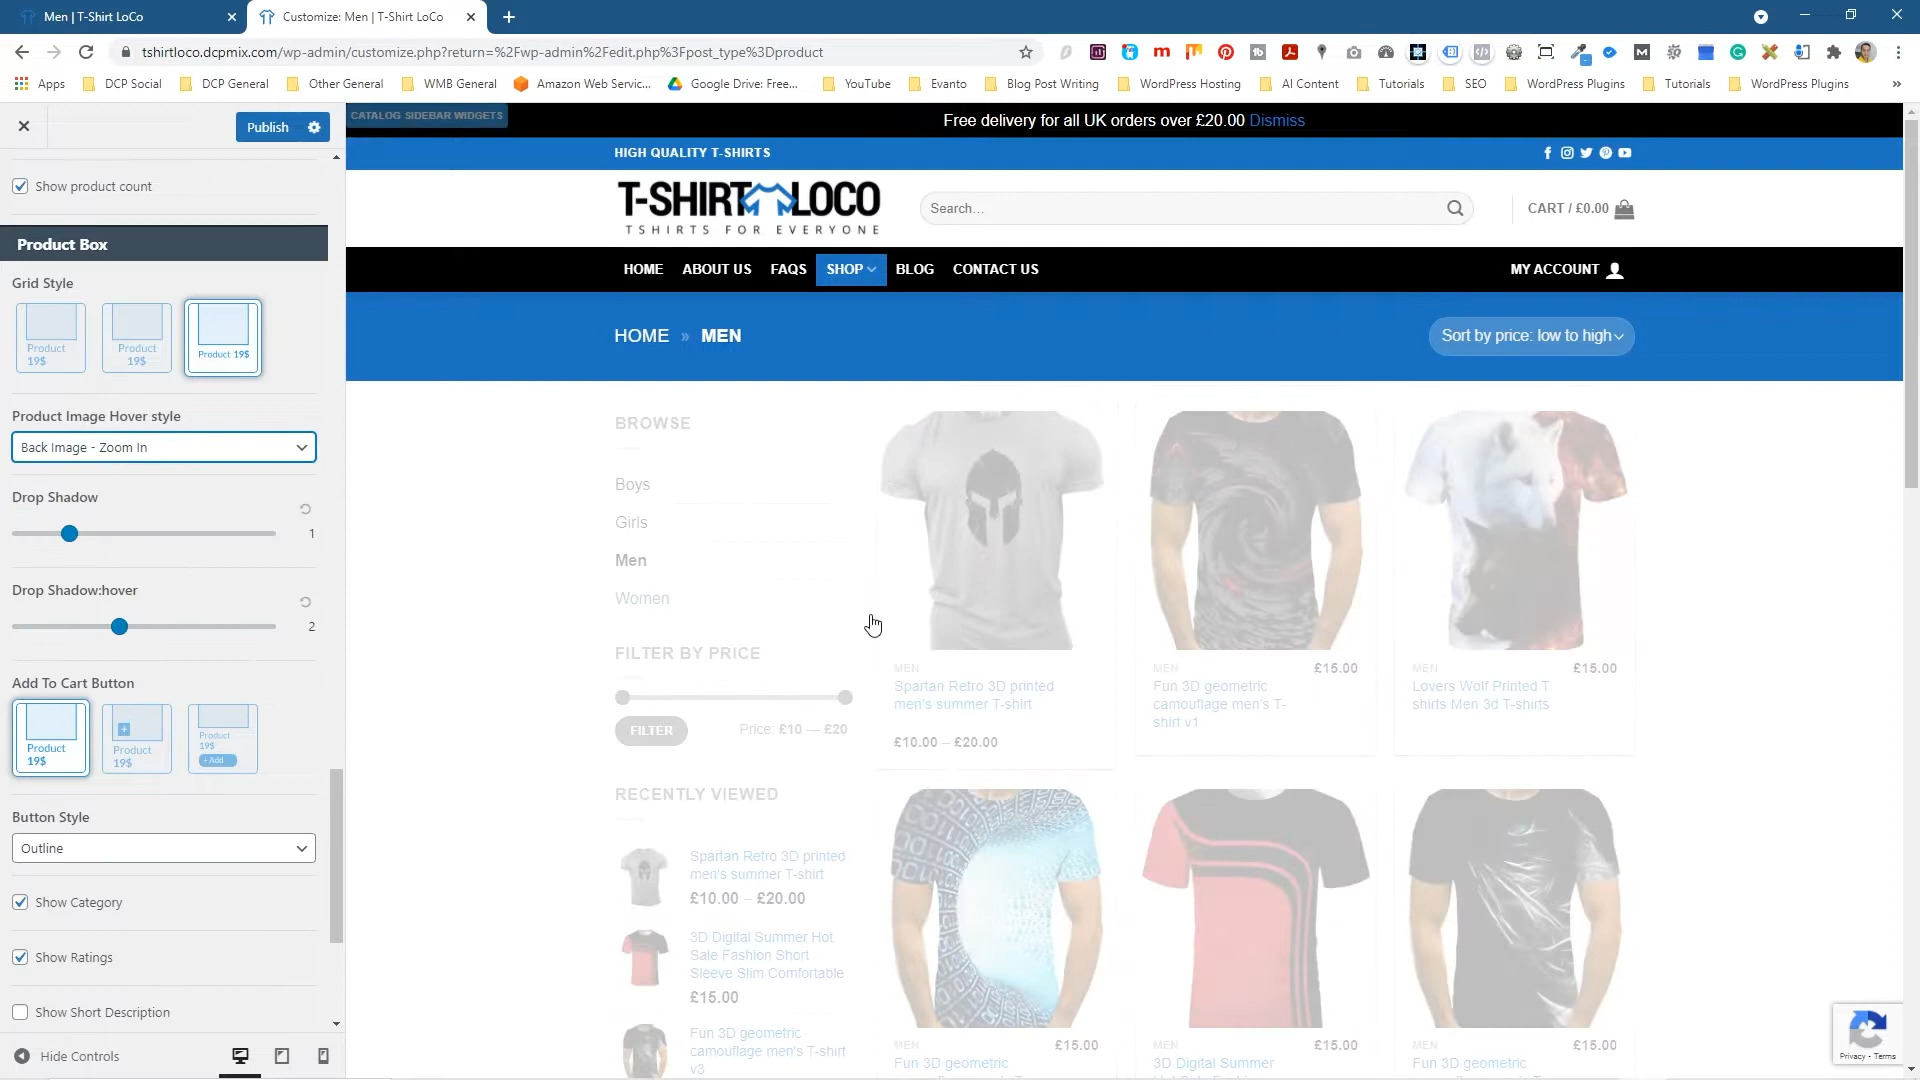 Men | T-Shirt LoCo
Customize: Men | T-Shirt LoCo
tshirtloco.dcpmix.com/wp-admin/customize.php?return=%2Fwp-admin%2Fedit.php%3Fpost_type%3Dproduct
Apps
DCP Social
DCP General
Other General
WMB General
Amazon Web Servic...
Google Drive: Free...
YouTube
Evanto
Blog Post Writing
WordPress Hosting
AI Content
Tutorials
SEO
WordPress Plugins
Tutorials
WordPress Plugins
Publish
Show product count
Product Box
Grid Style
Product
19$
Product
19$
Product 19$
Product Image Hover style
Back Image - Zoom In
Drop Shadow
1
Drop Shadow:hover
2
Add To Cart Button
Product
19$
Product
19$
Product
19$
+ Add
Button Style
Outline
Show Category
Show Ratings
Show Short Description
Hide Controls
CATALOG SIDEBAR WIDGETS
Free delivery for all UK orders over £20.00 Dismiss
HIGH QUALITY T-SHIRTS
T-SHIRT LOCO
TSHIRTS FOR EVERYONE
Search...
CART / £0.00
HOME
ABOUT US
FAQS
SHOP
BLOG
CONTACT US
MY ACCOUNT
HOME » MEN
Sort by price: low to high
BROWSE
Boys
Girls
Men
Women
FILTER BY PRICE
FILTER
Price: £10 — £20
RECENTLY VIEWED
Spartan Retro 3D printed
men's summer T-shirt
£10.00 – £20.00
3D Digital Summer Hot
Sale Fashion Short
Sleeve Slim Comfortable
£15.00
Fun 3D geometric
camouflage men's T-shirt
v3
MEN
Spartan Retro 3D printed
men's summer T-shirt
£10.00 – £20.00
MEN
£15.00
Fun 3D geometric
camouflage men's T-
shirt v1
MEN
£15.00
Lovers Wolf Printed T
shirts Men 3d T-shirts
MEN
£15.00
Fun 3D geometric
MEN
£15.00
3D Digital Summer
MEN
£15.00
Fun 3D geometric
Privacy - Terms